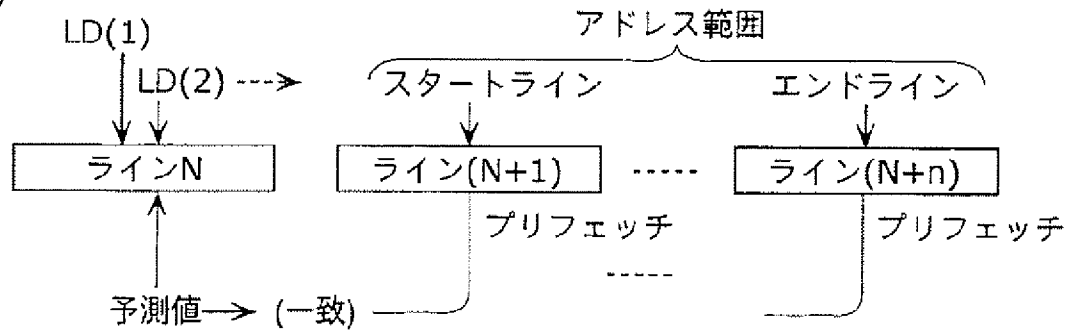 アドレス範囲
LD(1)
LD(2)
スタートライン
エンドライン
ラインN
ライン(N+1)
ライン(N+n)
プリフェッチ
プリフェッチ
予測値
(一致)